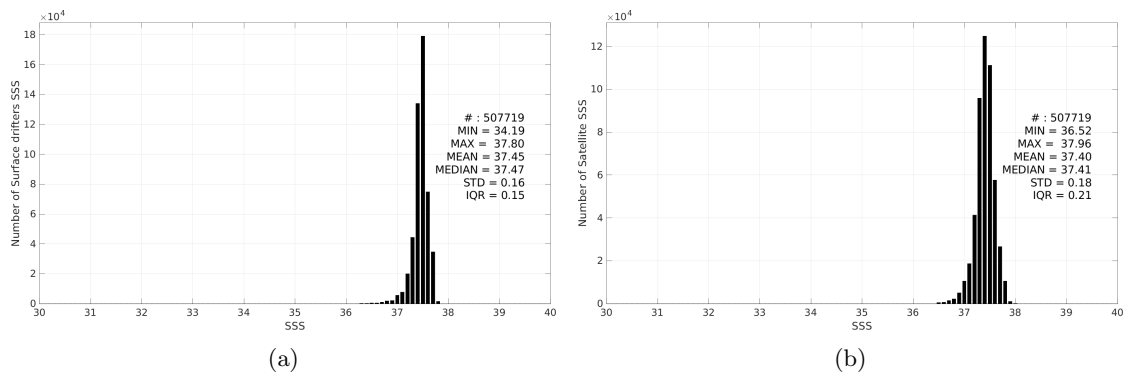 ×10⁴
18
16
14
12
10
8
6
4
2
0
Number of Surface drifters SSS
# : 507719
MIN = 34.19
MAX = 37.80
MEAN = 37.45
MEDIAN = 37.47
STD = 0.16
IQR = 0.15
30 31 32 33 34 35 36 37 38 39 40
SSS
(a)
×10⁴
12
10
8
6
4
2
0
Number of Satellite SSS
# : 507719
MIN = 36.52
MAX = 37.96
MEAN = 37.40
MEDIAN = 37.41
STD = 0.18
IQR = 0.21
30 31 32 33 34 35 36 37 38 39 40
SSS
(b)